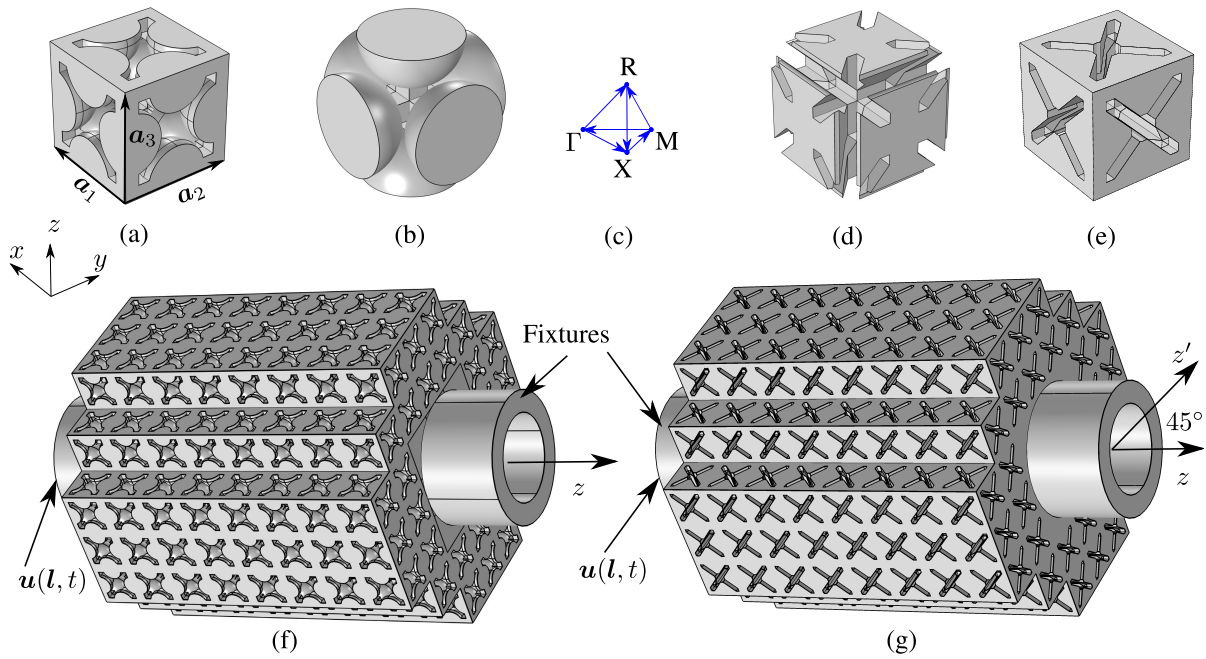 R
Γ
M
X
a₃
a₁
a₂
(a)
(b)
(c)
(d)
(e)
z
x
y
Fixtures
z′
45°
z
z
u(l, t)
u(l, t)
(f)
(g)